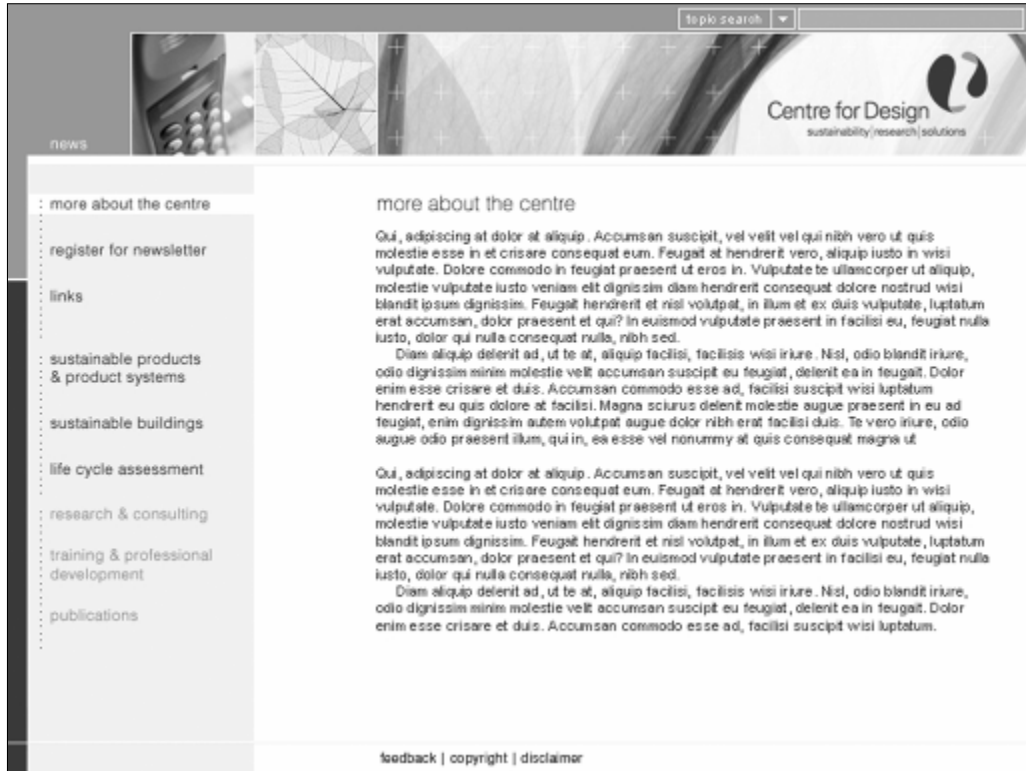 topic search
Centre for Design
sustainability|research|solutions
news
more about the centre
register for newsletter
links
sustainable products
& product systems
sustainable buildings
life cycle assessment
research & consulting
training & professional
development
publications
more about the centre
Qui, adipiscing at dolor at aliquip. Accumsan suscipit, vel velit vel qui nibh vero ut quis
molestie esse in et crisare consequat eum. Feugait at hendrerit vero, aliquip iusto in wisi
vulputate. Dolore commodo in feugiat praesent ut eros in. Vulputate te ullamcorper ut aliquip,
molestie vulputate iusto veniam elit dignissim diam hendrerit consequat dolore nostrud wisi
blandit ipsum dignissim. Feugait hendrerit et nisl volutpat, in illum et ex duis vulputate, luptatum
erat accumsan, dolor praesent et qui? In euismod vulputate praesent in facilisi eu, feugiat nulla
iusto, dolor qui nulla consequat nulla, nibh sed.
Diam aliquip delenit ad, ut te at, aliquip facilisi, facilisis wisi iriure. Nisl, odio blandit iriure,
odio dignissim minim molestie velit accumsan suscipit eu feugiat, delenit ea in feugait. Dolor
enim esse crisare et duis. Accumsan commodo esse ad, facilisi suscipit wisi luptatum
hendrerit eu quis dolore at facilisi. Magna sciurus delenit molestie augue praesent in eu ad
feugiat, enim dignissim autem volutpat augue dolor nibh erat facilisi duis. Te vero iriure, odio
augue odio praesent illum, qui in, ea esse vel nonummy at quis consequat magna ut
Qui, adipiscing at dolor at aliquip. Accumsan suscipit, vel velit vel qui nibh vero ut quis
molestie esse in et crisare consequat eum. Feugait at hendrerit vero, aliquip iusto in wisi
vulputate. Dolore commodo in feugiat praesent ut eros in. Vulputate te ullamcorper ut aliquip,
molestie vulputate iusto veniam elit dignissim diam hendrerit consequat dolore nostrud wisi
blandit ipsum dignissim. Feugait hendrerit et nisl volutpat, in illum et ex duis vulputate, luptatum
erat accumsan, dolor praesent et qui? In euismod vulputate praesent in facilisi eu, feugiat nulla
iusto, dolor qui nulla consequat nulla, nibh sed.
Diam aliquip delenit ad, ut te at, aliquip facilisi, facilisis wisi iriure. Nisl, odio blandit iriure,
odio dignissim minim molestie velit accumsan suscipit eu feugiat, delenit ea in feugait. Dolor
enim esse crisare et duis. Accumsan commodo esse ad, facilisi suscipit wisi luptatum.
feedback | copyright | disclaimer